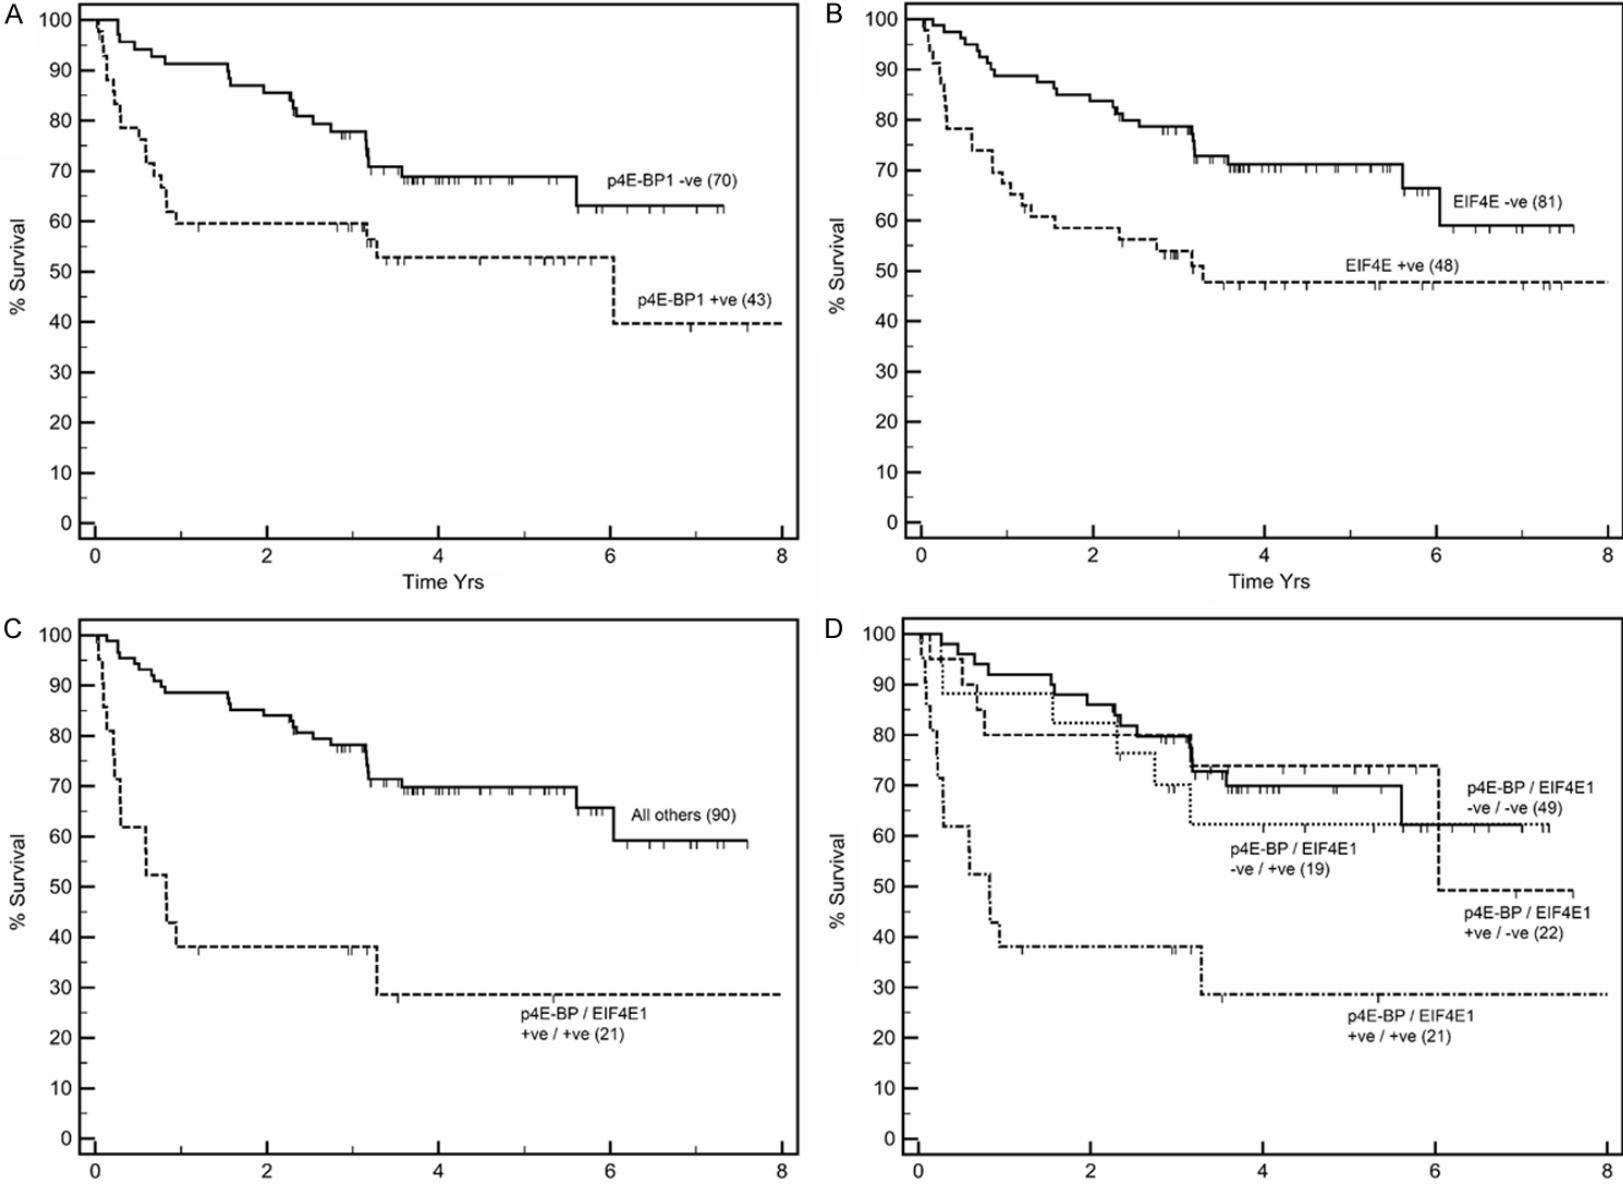 A
100
90
80
70
60
50
40
30
20
10
0
% Survival
p4E-BP1 -ve (70)
p4E-BP1 +ve (43)
0 2 4 6 8
Time Yrs
B
100
90
80
70
60
50
40
30
20
10
0
% Survival
EIF4E -ve (81)
EIF4E +ve (48)
0 2 4 6 8
Time Yrs
C
100
90
80
70
60
50
40
30
20
10
0
% Survival
All others (90)
p4E-BP / EIF4E1
+ve / +ve (21)
0 2 4 6 8
D
100
90
80
70
60
50
40
30
20
10
0
% Survival
p4E-BP / EIF4E1
-ve / -ve (49)
p4E-BP / EIF4E1
-ve / +ve (19)
p4E-BP / EIF4E1
+ve / -ve (22)
p4E-BP / EIF4E1
+ve / +ve (21)
0 2 4 6 8